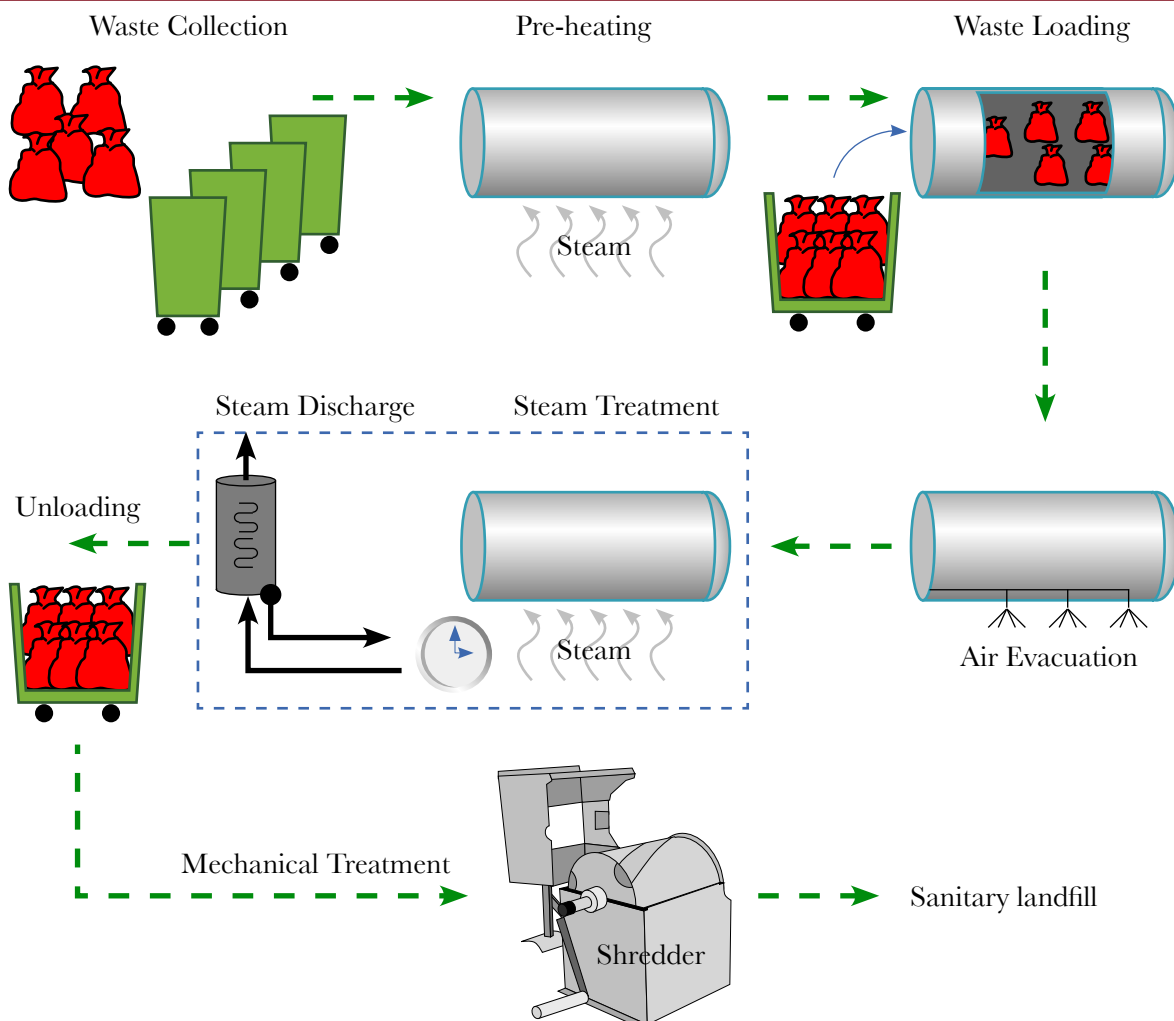 Waste Collection
Pre-heating
Waste Loading
Steam
Steam Discharge
Steam Treatment
Unloading
Steam
Air Evacuation
Mechanical Treatment
Sanitary landfill
Shredder